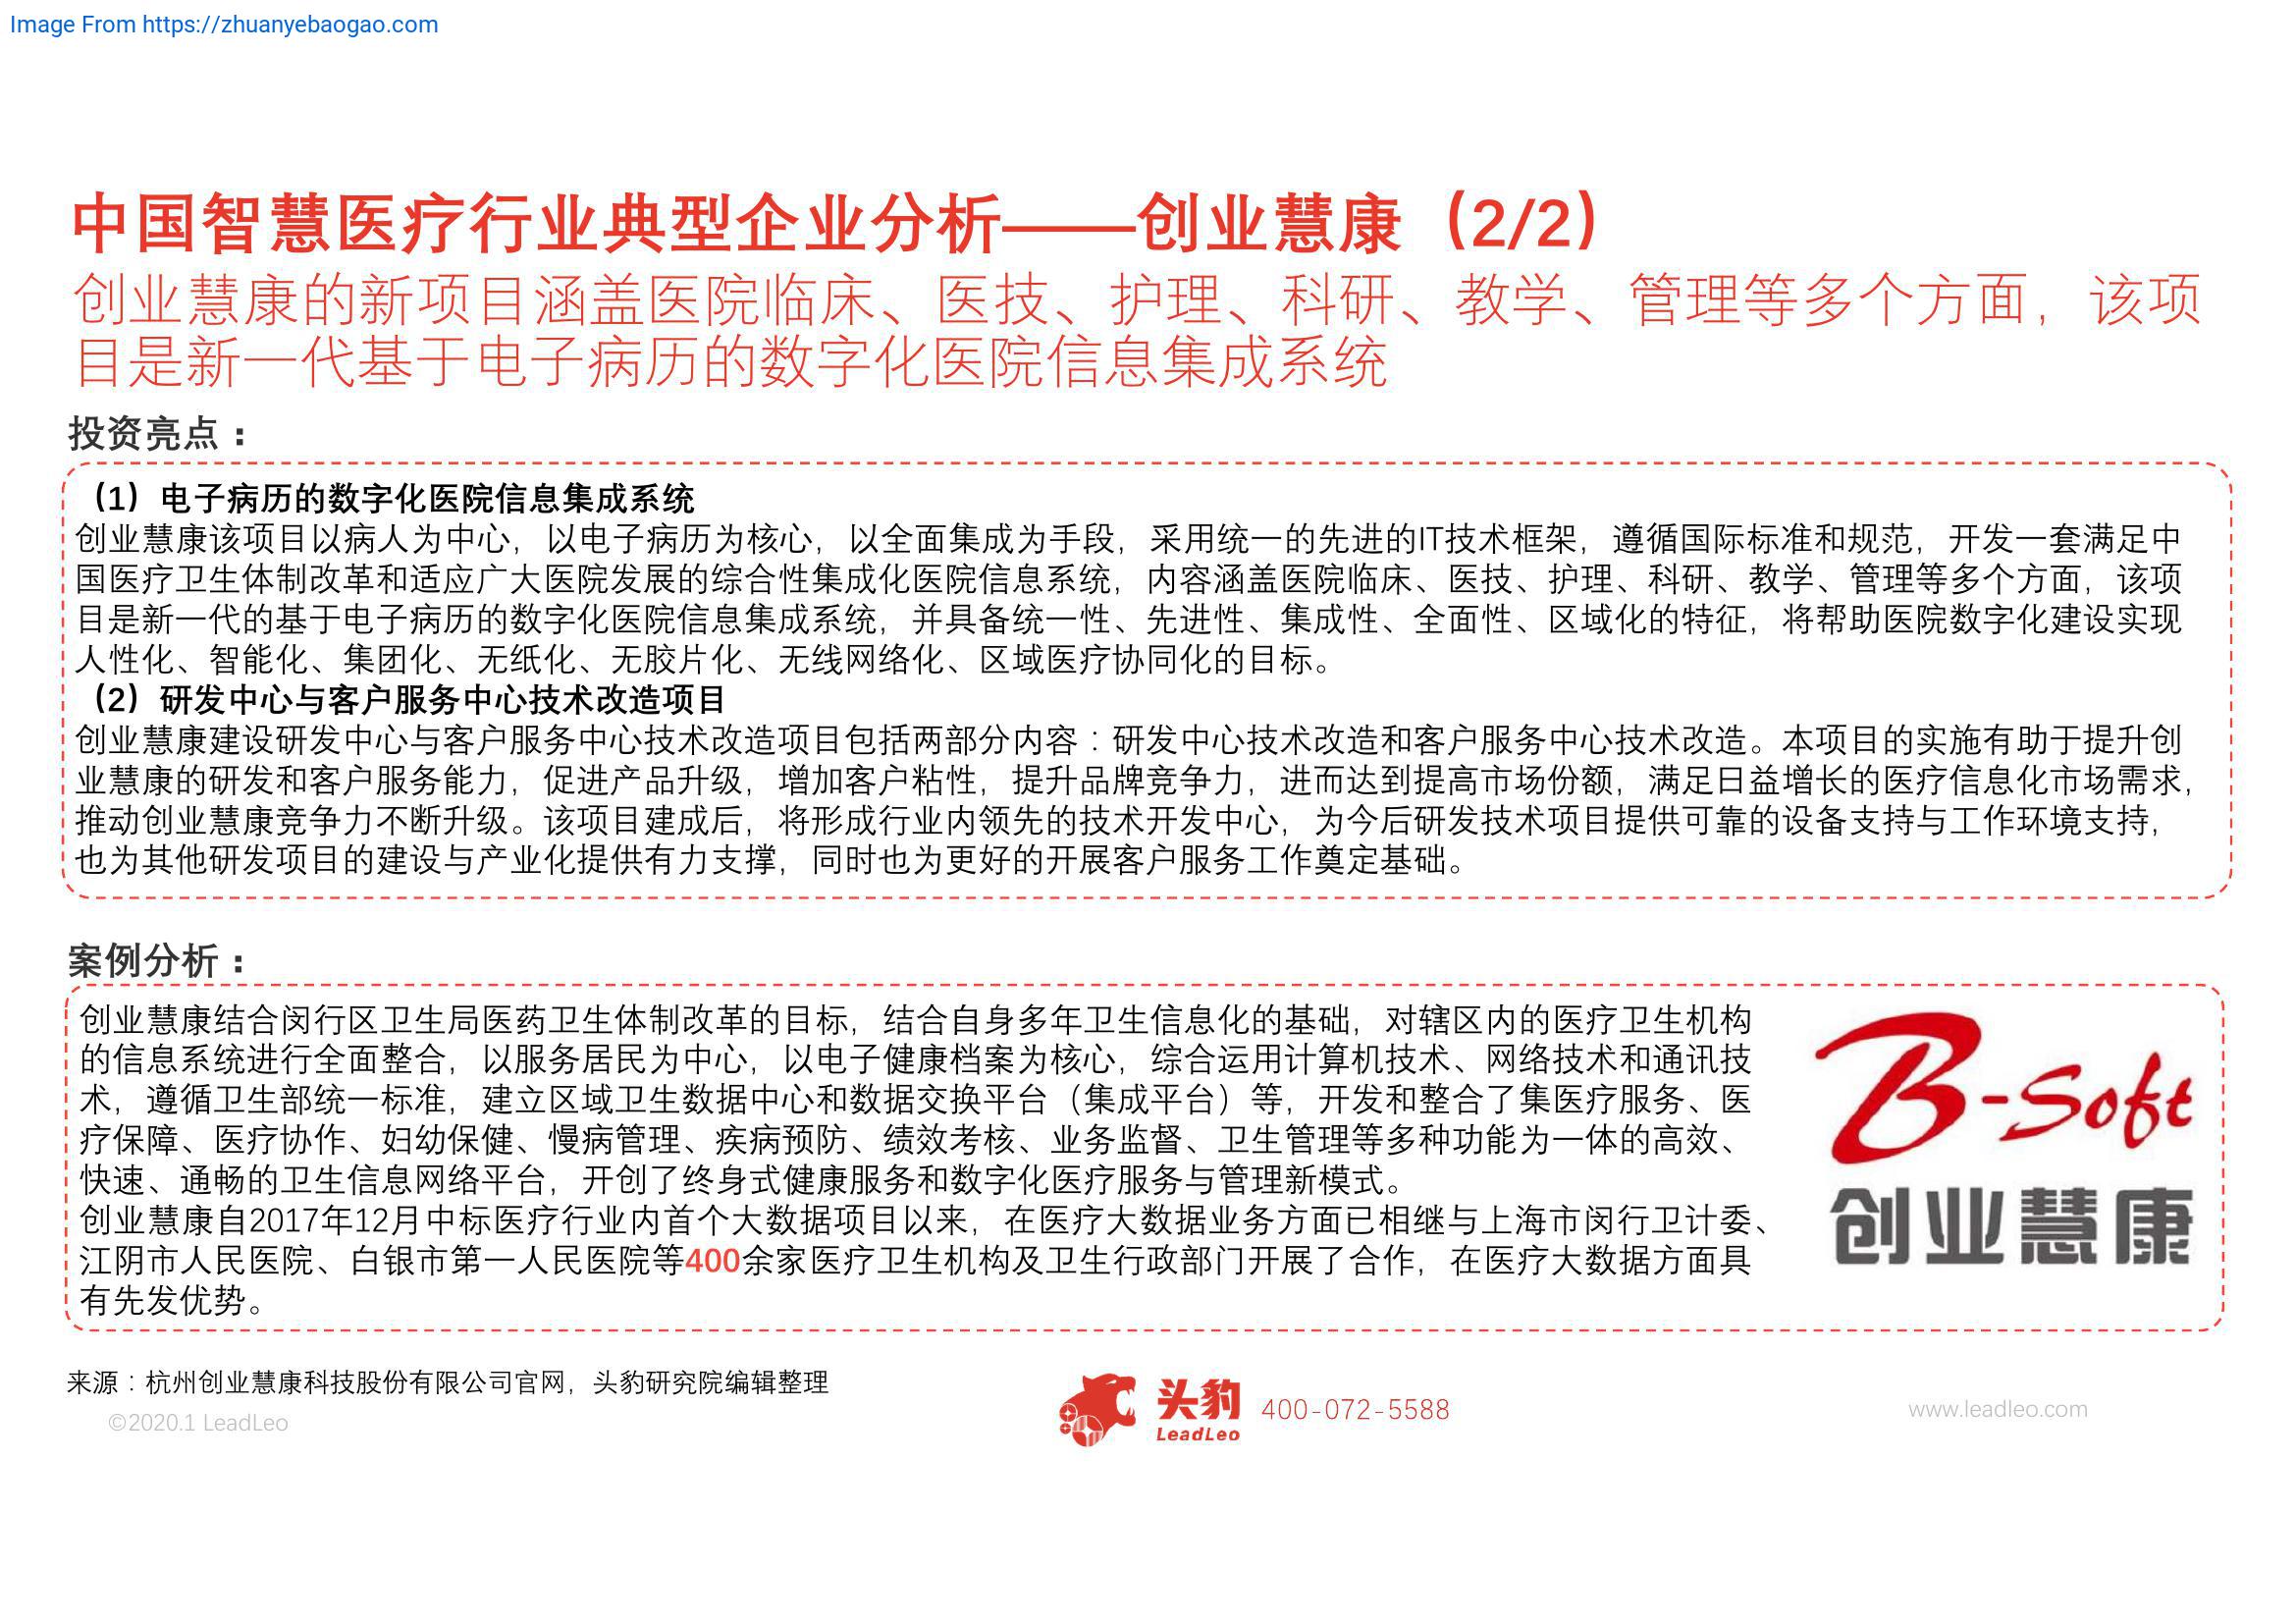 Image From https://zhuanyebaogao.com
中国智慧医疗行业典型企业分析——创业慧康（2/2）
创业慧康的新项目涵盖医院临床、医技、护理、科研、教学、管理等多个方面，该项
目是新一代基于电子病历的数字化医院信息集成系统
投资亮点：
（1）电子病历的数字化医院信息集成系统
创业慧康该项目以病人为中心，以电子病历为核心，以全面集成为手段，采用统一的先进的IT技术框架，遵循国际标准和规范，开发一套满足中
国医疗卫生体制改革和适应广大医院发展的综合性集成化医院信息系统，内容涵盖医院临床、医技、护理、科研、教学、管理等多个方面，该项
目是新一代的基于电子病历的数字化医院信息集成系统，并具备统一性、先进性、集成性、全面性、区域化的特征，将帮助医院数字化建设实现
人性化、智能化、集团化、无纸化、无胶片化、无线网络化、区域医疗协同化的目标。
（2）研发中心与客户服务中心技术改造项目
创业慧康建设研发中心与客户服务中心技术改造项目包括两部分内容：研发中心技术改造和客户服务中心技术改造。本项目的实施有助于提升创
业慧康的研发和客户服务能力，促进产品升级，增加客户粘性，提升品牌竞争力，进而达到提高市场份额，满足日益增长的医疗信息化市场需求，
推动创业慧康竞争力不断升级。该项目建成后，将形成行业内领先的技术开发中心，为今后研发技术项目提供可靠的设备支持与工作环境支持，
也为其他研发项目的建设与产业化提供有力支撑，同时也为更好的开展客户服务工作奠定基础。
案例分析：
创业慧康结合闵行区卫生局医药卫生体制改革的目标，结合自身多年卫生信息化的基础，对辖区内的医疗卫生机构
的信息系统进行全面整合，以服务居民为中心，以电子健康档案为核心，综合运用计算机技术、网络技术和通讯技
术，遵循卫生部统一标准，建立区域卫生数据中心和数据交换平台（集成平台）等，开发和整合了集医疗服务、医
疗保障、医疗协作、妇幼保健、慢病管理、疾病预防、绩效考核、业务监督、卫生管理等多种功能为一体的高效、
快速、通畅的卫生信息网络平台，开创了终身式健康服务和数字化医疗服务与管理新模式。
创业慧康自2017年12月中标医疗行业内首个大数据项目以来，在医疗大数据业务方面已相继与上海市闵行卫计委、
江阴市人民医院、白银市第一人民医院等400余家医疗卫生机构及卫生行政部门开展了合作，在医疗大数据方面具
有先发优势。
B-Soft
创业慧康
来源：杭州创业慧康科技股份有限公司官网，头豹研究院编辑整理
©2020.1 LeadLeo
头豹
LeadLeo
400-072-5588
www.leadleo.com